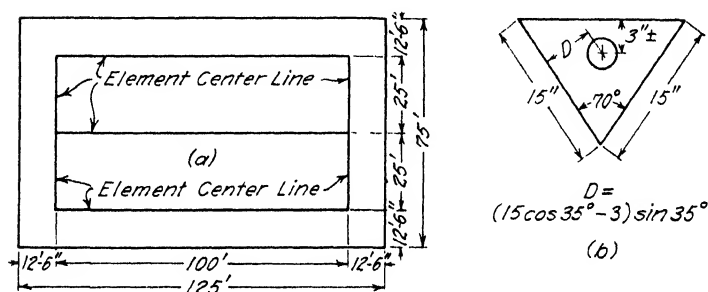 Element Center Line
(a)
Element Center Line
12'-6"
25'
25'
12'-6"
75'
12'-6"
100'
12'-6"
125'
D
3"±
15"
70°
15"
D=
(15 cos 35° - 3) sin 35°
(b)